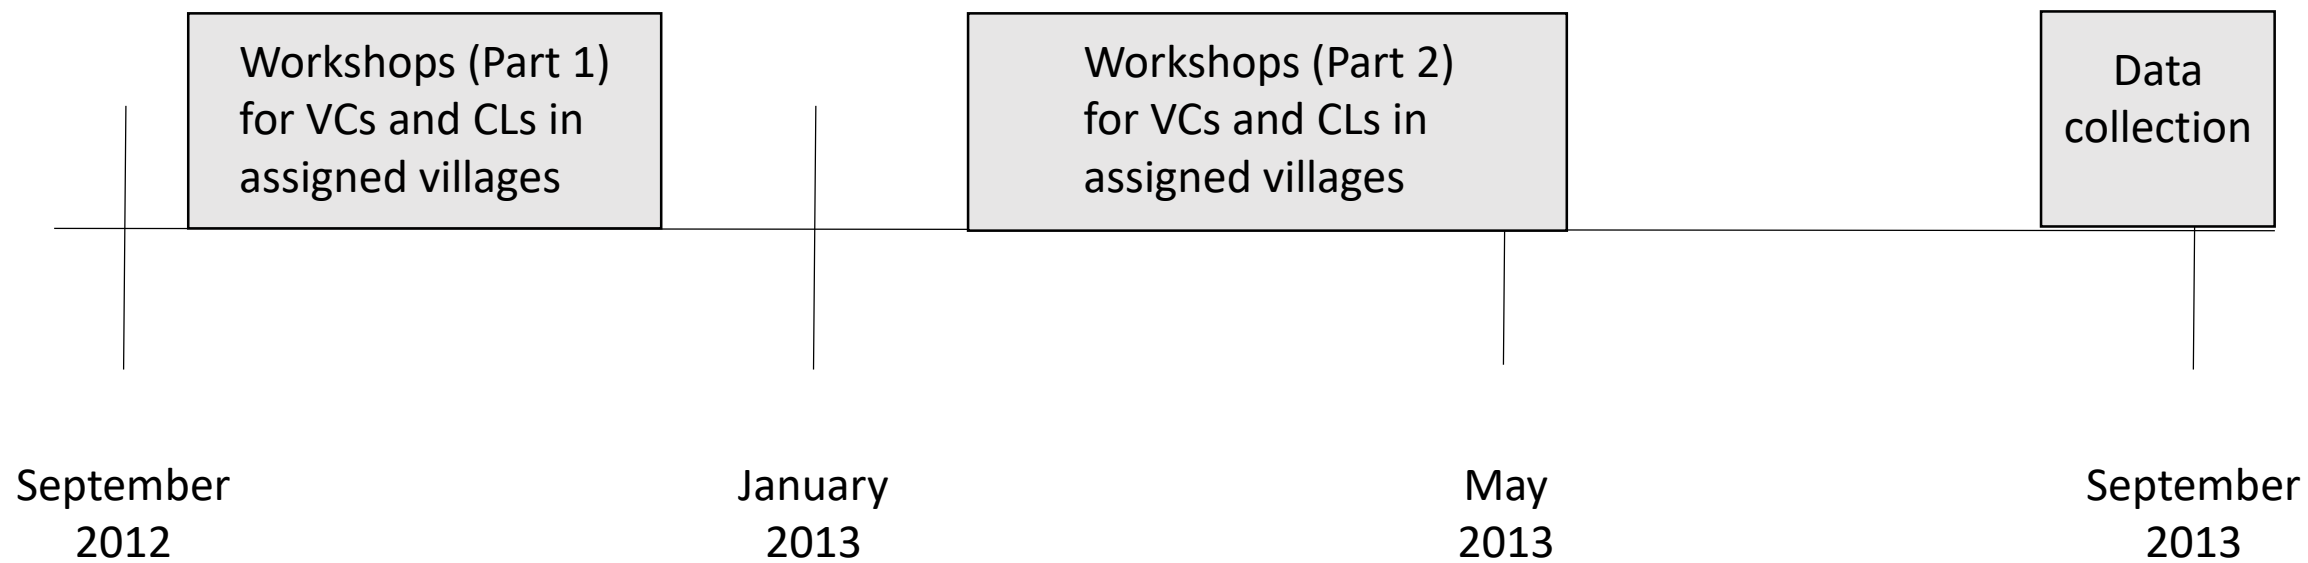 Workshops (Part 1)
for VCs and CLs in
assigned villages
Workshops (Part 2)
for VCs and CLs in
assigned villages
Data
collection
September
2012
January
2013
May
2013
September
2013